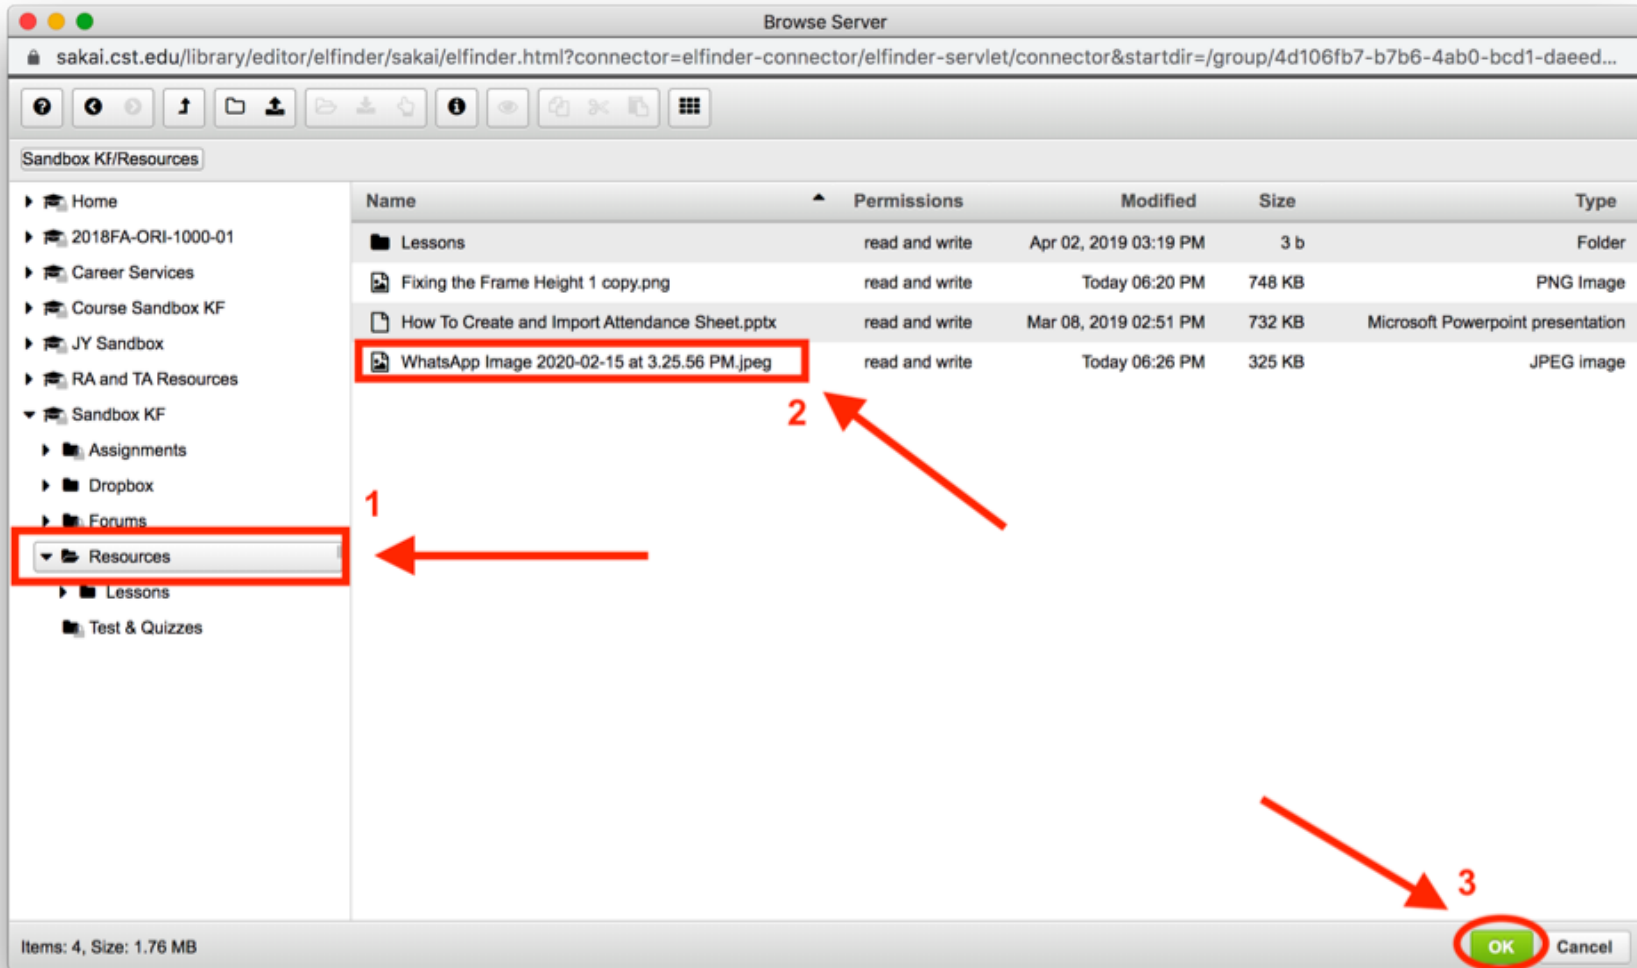 Browse Server
sakai.cst.edu/library/editor/elfinder/sakai/elfinder.html?connector=elfinder-connector/elfinder-servlet/connector&startdir=/group/4d106fb7-b7b6-4ab0-bcd1-daeed...
Sandbox KF/Resources
Name Permissions Modified Size Type
Home
2018FA-ORI-1000-01
Career Services
Course Sandbox KF
JY Sandbox
RA and TA Resources
Sandbox KF
Assignments
Dropbox
Forums
Resources
Lessons
Test & Quizzes
Lessons read and write Apr 02, 2019 03:19 PM 3 b Folder
Fixing the Frame Height 1 copy.png read and write Today 06:20 PM 748 KB PNG Image
How To Create and Import Attendance Sheet.pptx read and write Mar 08, 2019 02:51 PM 732 KB Microsoft Powerpoint presentation
WhatsApp Image 2020-02-15 at 3.25.56 PM.jpeg read and write Today 06:26 PM 325 KB JPEG image
1
2
3
Items: 4, Size: 1.76 MB
OK Cancel